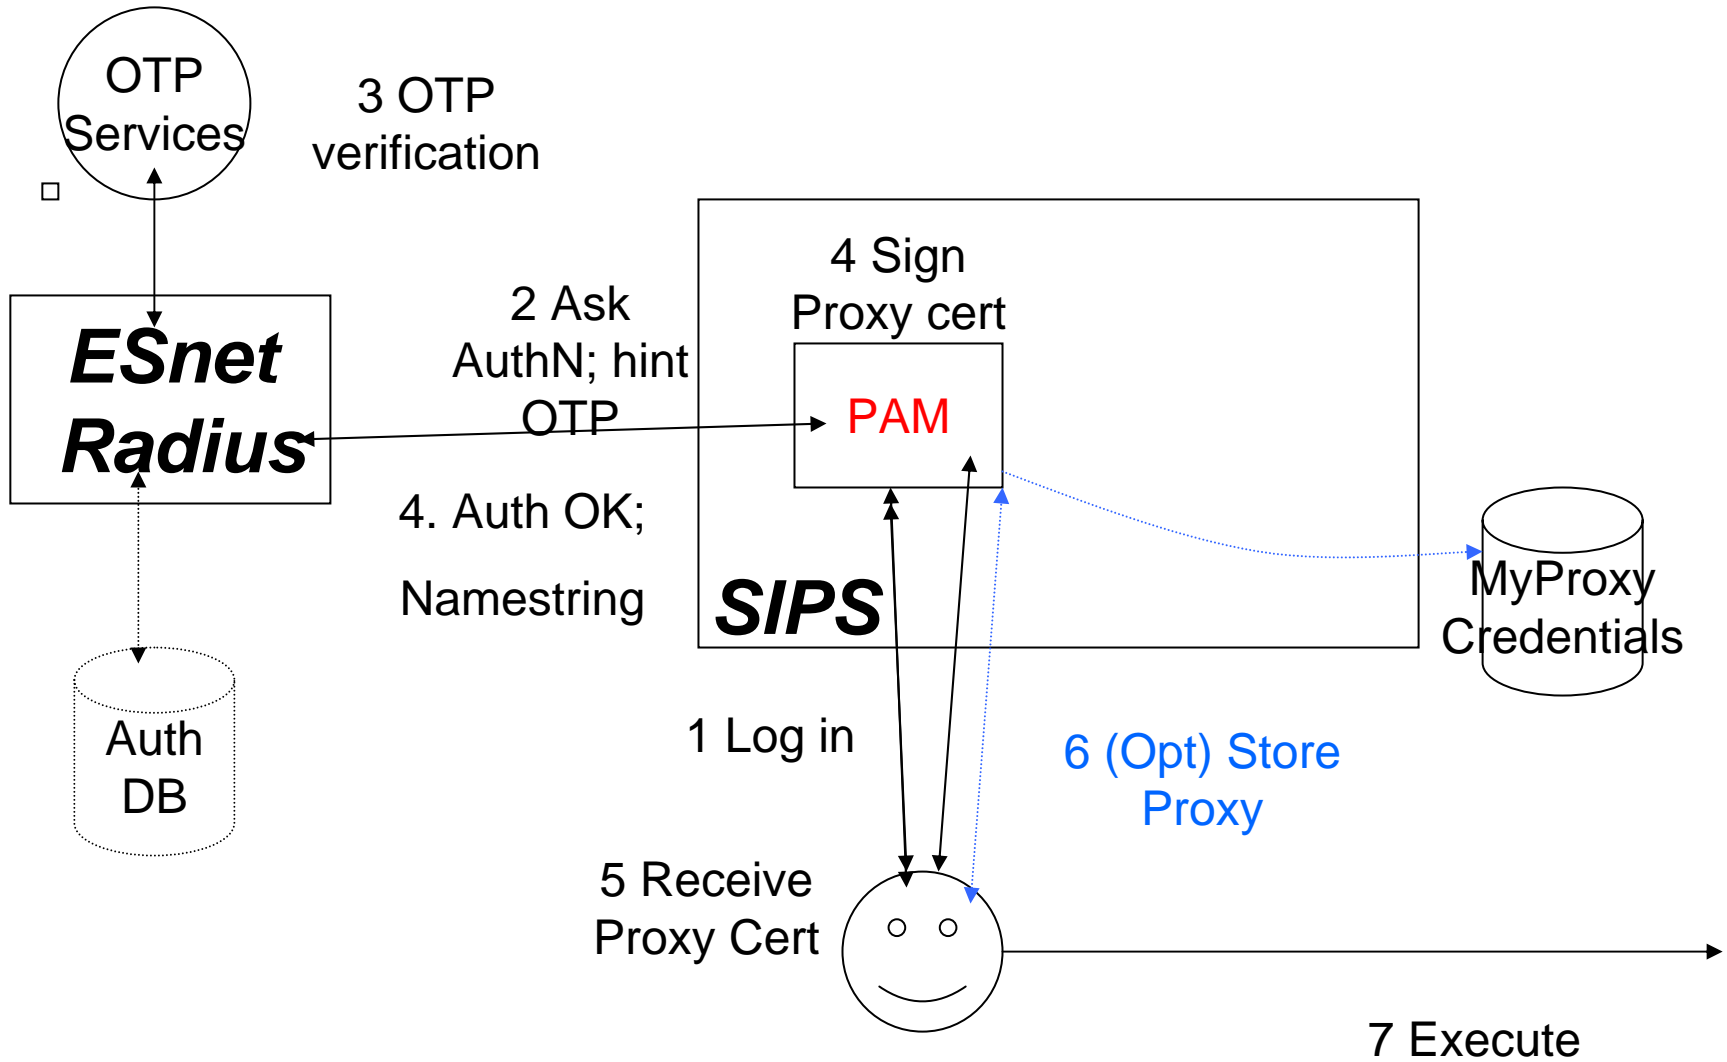 OTP
Services
3 OTP
verification
4 Sign
Proxy cert
2 Ask
AuthN; hint
OTP
ESnet
Radius
PAM
4. Auth OK;
Namestring
SIPS
MyProxy
Credentials
Auth
DB
1 Log in
6 (Opt) Store
Proxy
5 Receive
Proxy Cert
7 Execute